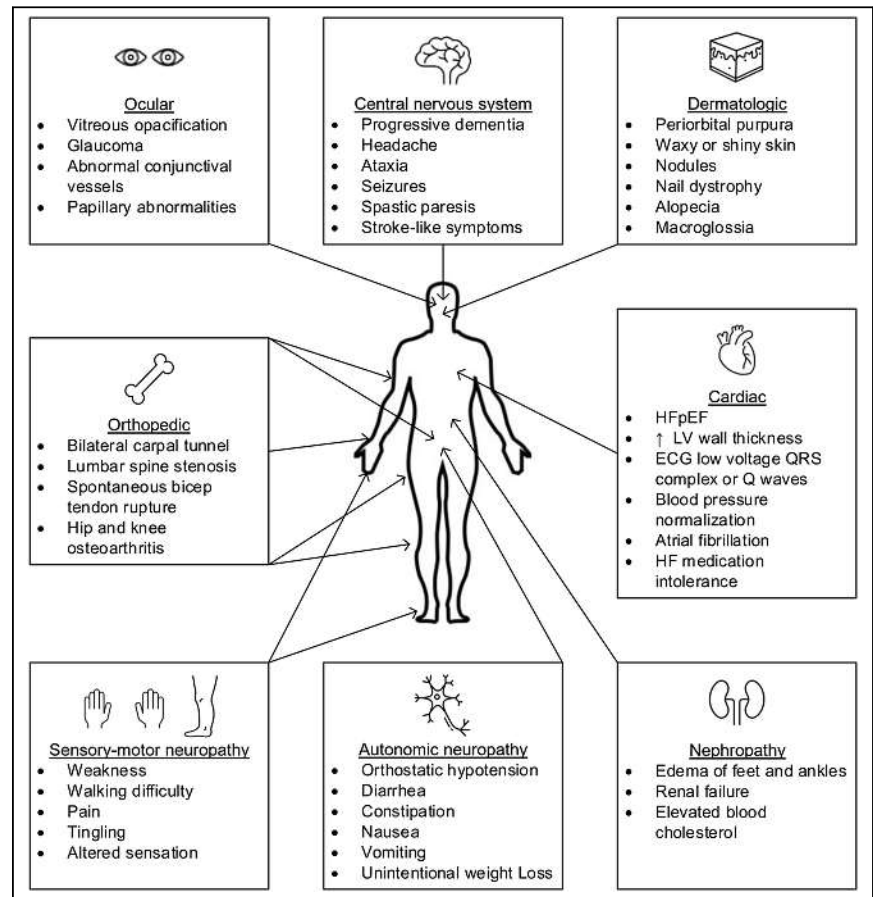 Ocular
• Vitreous opacification
• Glaucoma
• Abnormal conjunctival
vessels
• Papillary abnormalities
Central nervous system
• Progressive dementia
• Headache
• Ataxia
• Seizures
• Spastic paresis
• Stroke-like symptoms
Dermatologic
• Periorbital purpura
• Waxy or shiny skin
• Nodules
• Nail dystrophy
• Alopecia
• Macroglossia
Orthopedic
• Bilateral carpal tunnel
• Lumbar spine stenosis
• Spontaneous bicep
tendon rupture
• Hip and knee
osteoarthritis
Cardiac
• HFpEF
• ↑ LV wall thickness
• ECG low voltage QRS
complex or Q waves
• Blood pressure
normalization
• Atrial fibrillation
• HF medication
intolerance
Sensory-motor neuropathy
• Weakness
• Walking difficulty
• Pain
• Tingling
• Altered sensation
Autonomic neuropathy
• Orthostatic hypotension
• Diarrhea
• Constipation
• Nausea
• Vomiting
• Unintentional weight Loss
Nephropathy
• Edema of feet and ankles
• Renal failure
• Elevated blood
cholesterol